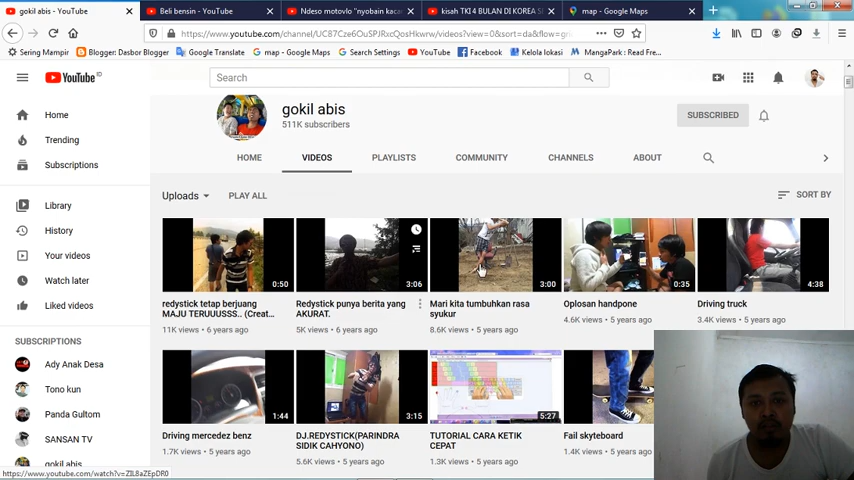 gokil abis - YouTube
Beli bensin - YouTube
Ndeso motovlo "nyobain kacam
kisah TKI 4 BULAN DI KOREA SE
map - Google Maps
https://www.youtube.com/channel/UC87Cze6OuSPJRxcQosHkwrw/videos?view=0&sort=da&flow=gri
Sering Mampir
Blogger: Dasbor Blogger
Google Translate
map - Google Maps
Search Settings
YouTube
Facebook
Kelola lokasi
MangaPark : Read Fre...
YouTube ID
Search
gokil abis
511K subscribers
SUBSCRIBED
HOME
VIDEOS
PLAYLISTS
COMMUNITY
CHANNELS
ABOUT
Home
Trending
Subscriptions
Library
History
Your videos
Watch later
Liked videos
SUBSCRIPTIONS
Ady Anak Desa
Tono kun
Panda Gultom
SANSAN TV
gokil abis
Uploads
PLAY ALL
SORT BY
0:50
redystick tetap berjuang
MAJU TERUUUSSS.. (Creat...
11K views • 6 years ago
3:06
Redystick punya berita yang
AKURAT.
5K views • 6 years ago
3:00
Mari kita tumbuhkan rasa
syukur
8.6K views • 5 years ago
0:35
Oplosan handpone
4.6K views • 5 years ago
4:38
Driving truck
3.4K views • 5 years ago
1:44
Driving mercedez benz
1.7K views • 5 years ago
3:15
DJ.REDYSTICK(PARINDRA
SIDIK CAHYONO)
5.6K views • 5 years ago
5:27
TUTORIAL CARA KETIK
CEPAT
1.3K views • 5 years ago
Fail skyteboard
1.4K views • 5 years ago
https://www.youtube.com/watch?v=ZIL8aZEpDR0